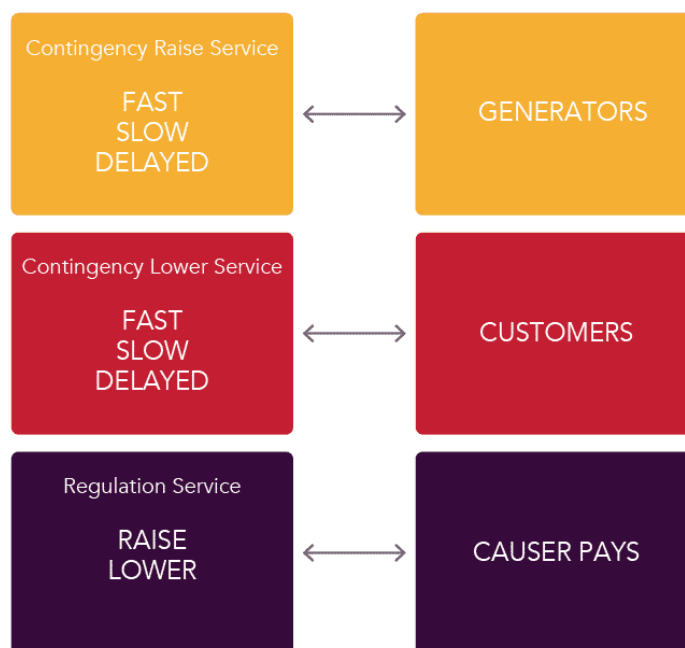 Contingency Raise Service
FAST
SLOW
DELAYED
GENERATORS
Contingency Lower Service
FAST
SLOW
DELAYED
CUSTOMERS
Regulation Service
RAISE
LOWER
CAUSER PAYS